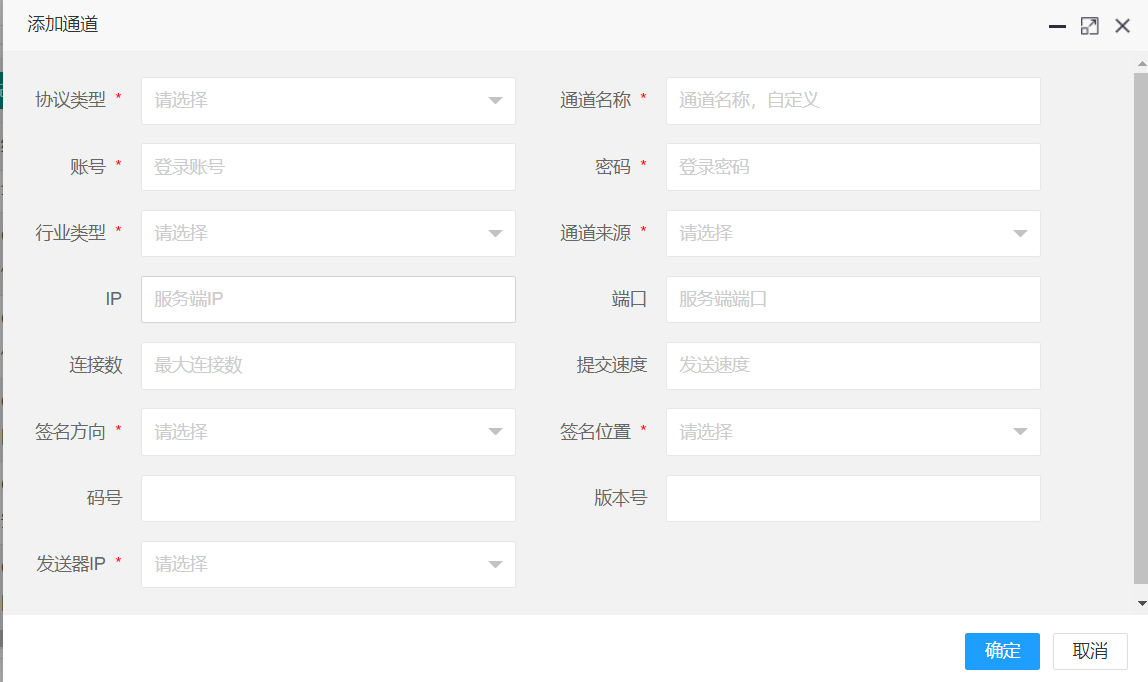 添加通道
协议类型 * 请选择 通道名称 * 通道名称，自定义
账号 * 登录账号 密码 * 登录密码
行业类型 * 请选择 通道来源 * 请选择
IP 服务端IP 端口 服务端端口
连接数 最大连接数 提交速度 发送速度
签名方向 * 请选择 签名位置 * 请选择
码号 版本号
发送器IP * 请选择
确定 取消